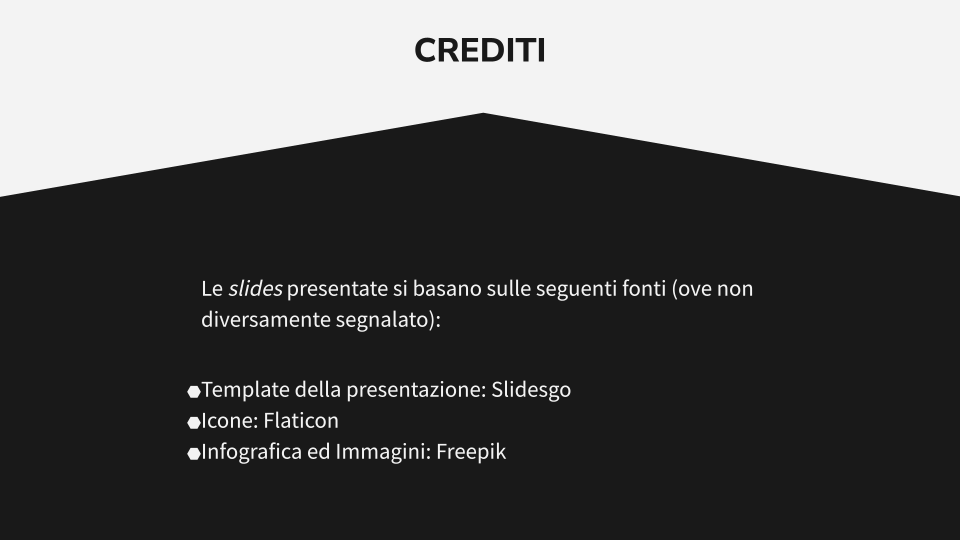 CREDITI
Le slides presentate si basano sulle seguenti fonti (ove non
diversamente segnalato):
Template della presentazione: Slidesgo
Icone: Flaticon
Infografica ed Immagini: Freepik